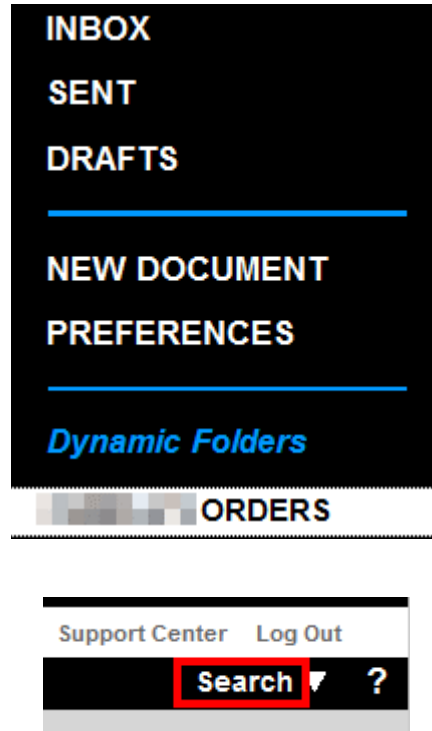 INBOX
SENT
DRAFTS
NEW DOCUMENT
PREFERENCES
Dynamic Folders
ORDERS
Support Center Log Out
Search ?